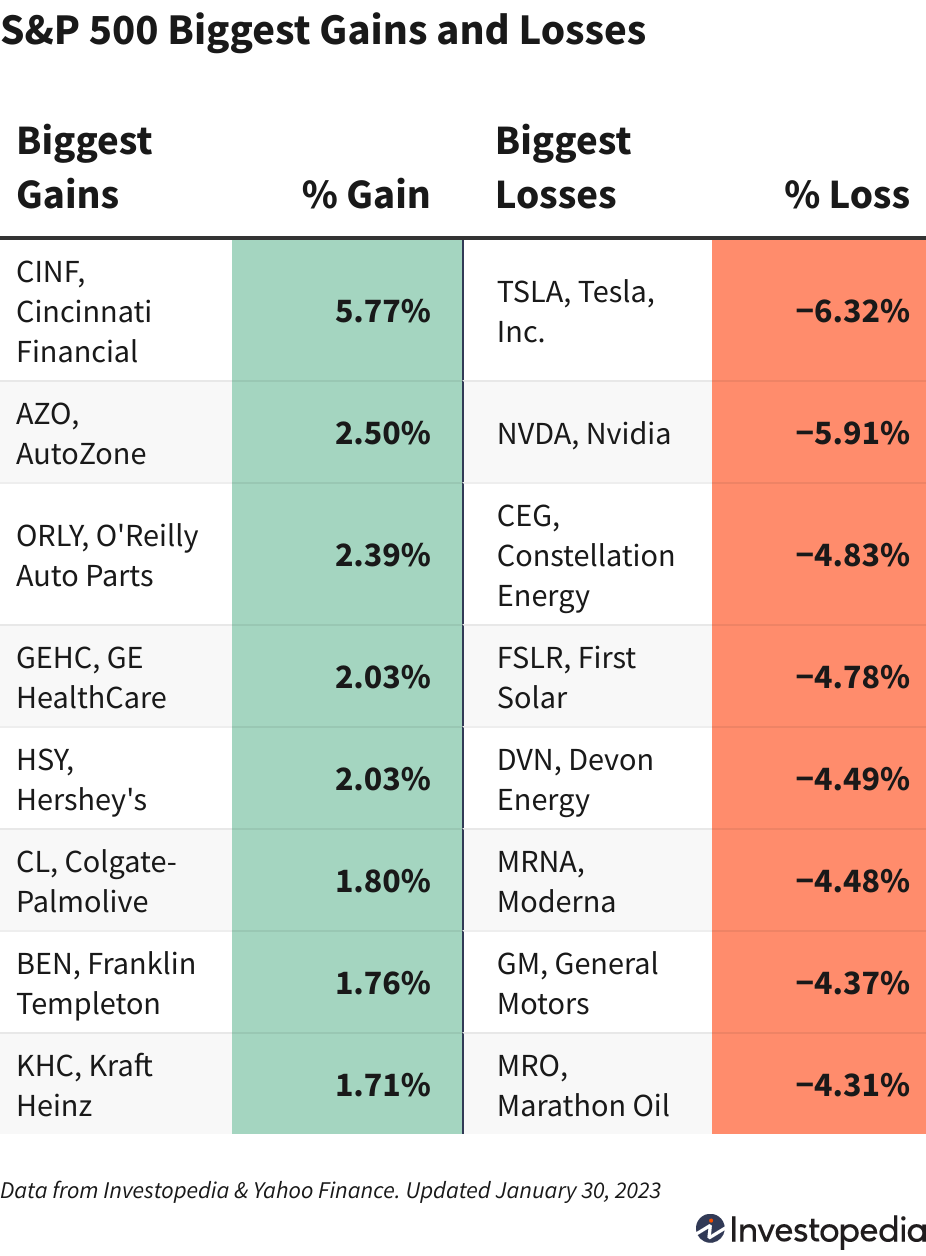 S&P 500 Biggest Gains and Losses
Biggest
Gains
% Gain
Biggest
Losses
% Loss
CINF,
Cincinnati
Financial
5.77%
TSLA, Tesla,
Inc.
−6.32%
AZO,
AutoZone
2.50%
NVDA, Nvidia
−5.91%
ORLY, O'Reilly
Auto Parts
2.39%
CEG,
Constellation
Energy
−4.83%
GEHC, GE
HealthCare
2.03%
FSLR, First
Solar
−4.78%
HSY,
Hershey's
2.03%
DVN, Devon
Energy
−4.49%
CL, Colgate-
Palmolive
1.80%
MRNA,
Moderna
−4.48%
BEN, Franklin
Templeton
1.76%
GM, General
Motors
−4.37%
KHC, Kraft
Heinz
1.71%
MRO,
Marathon Oil
−4.31%
Data from Investopedia & Yahoo Finance. Updated January 30, 2023
Investopedia